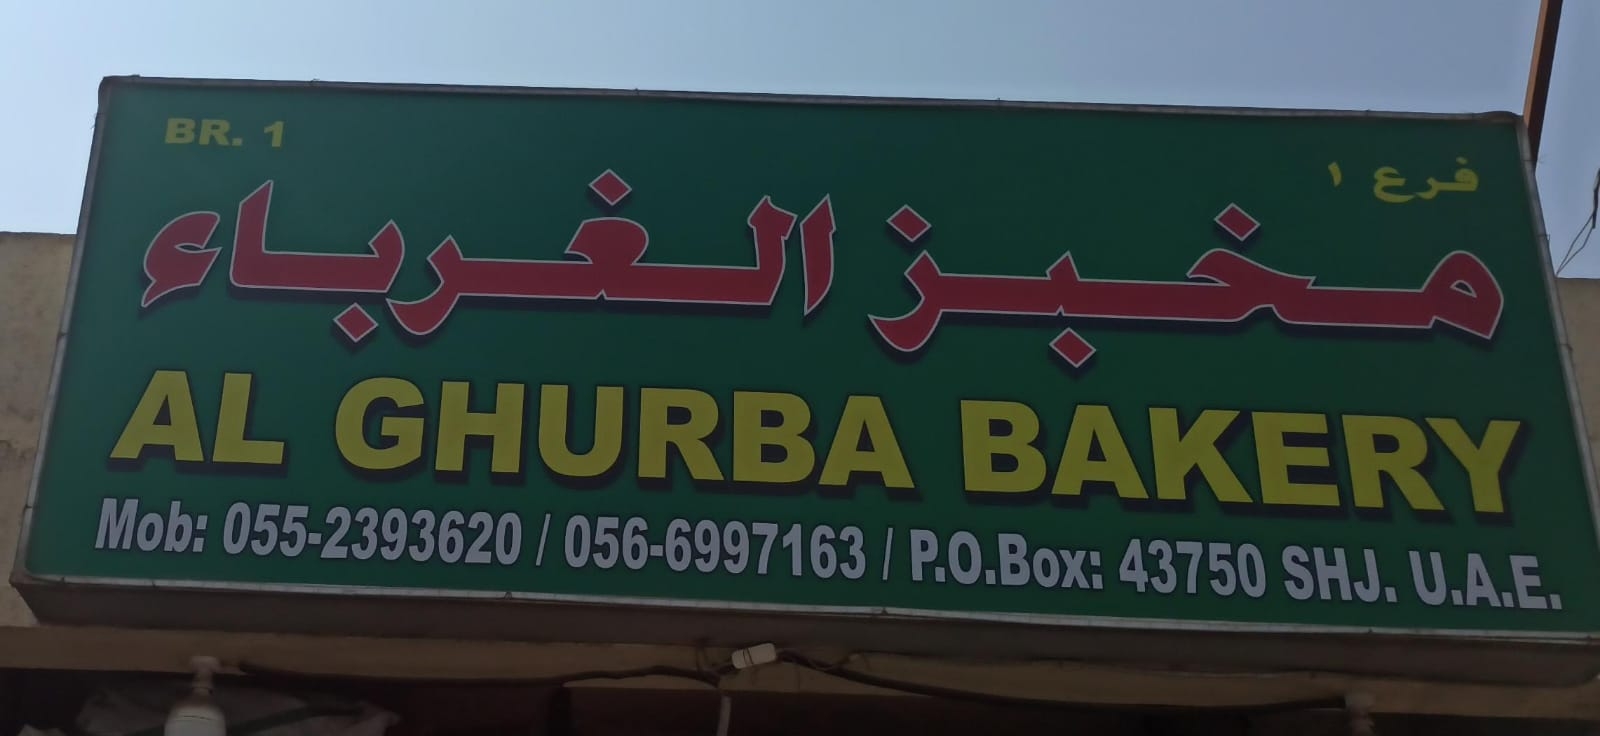 BR. 1
فرع ١
مخبز الغرباء
AL GHURBA BAKERY
Mob: 055-2393620 / 056-6997163 / P.O.Box: 43750 SHJ. U.A.E.